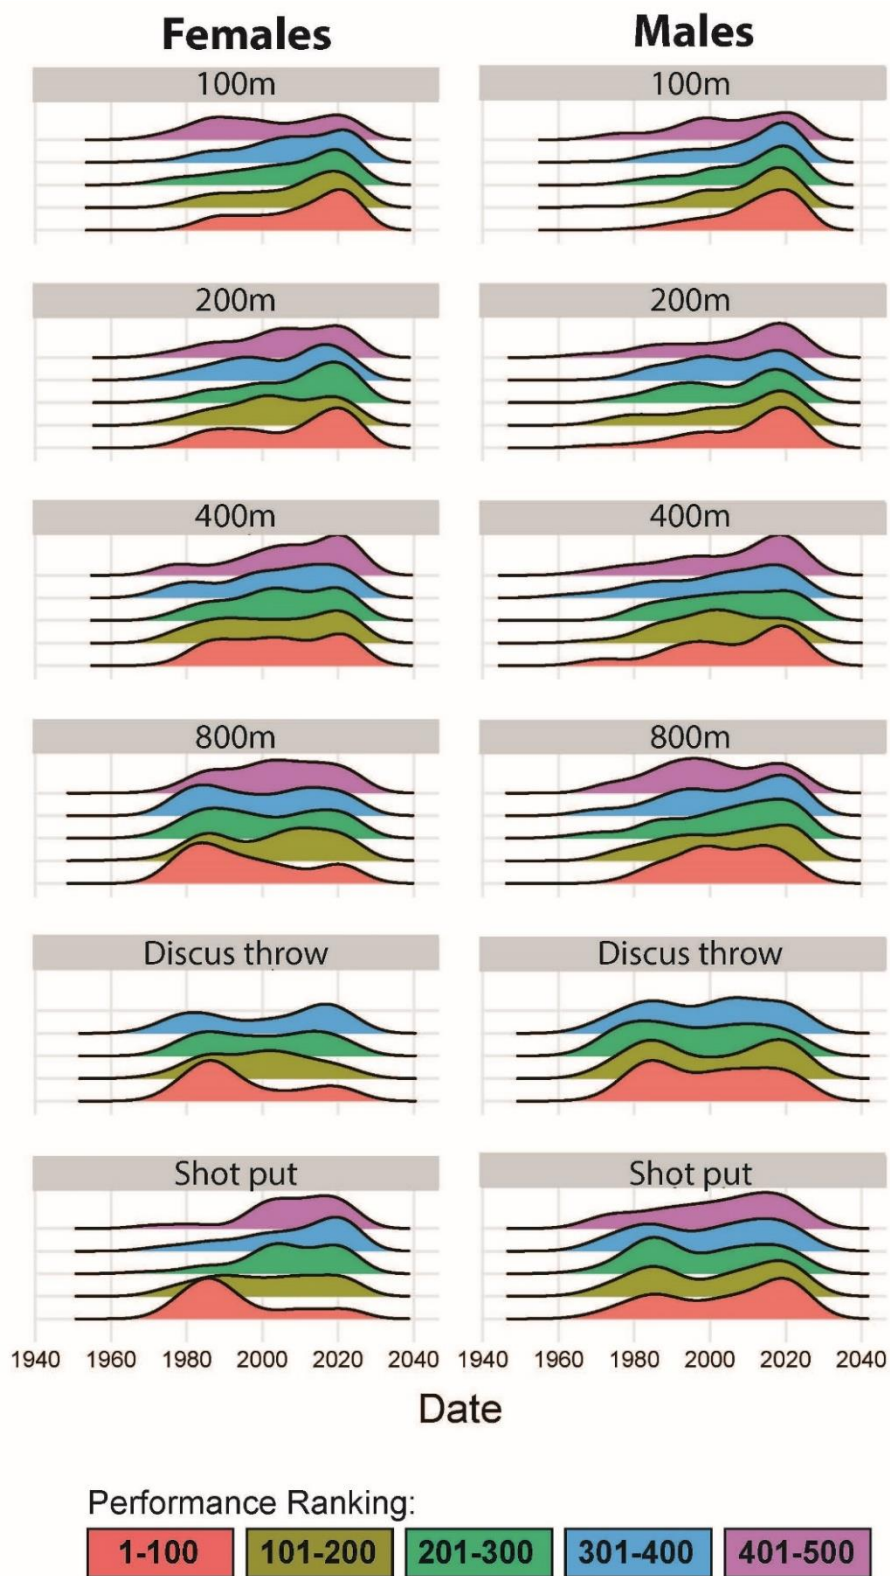 Females Males
100m 100m
200m 200m
400m 400m
800m 800m
Discus throw Discus throw
Shot put Shot put
1940 1960 1980 2000 2020 2040 1940 1960 1980 2000 2020 2040
Date
Performance Ranking:
1-100 101-200 201-300 301-400 401-500